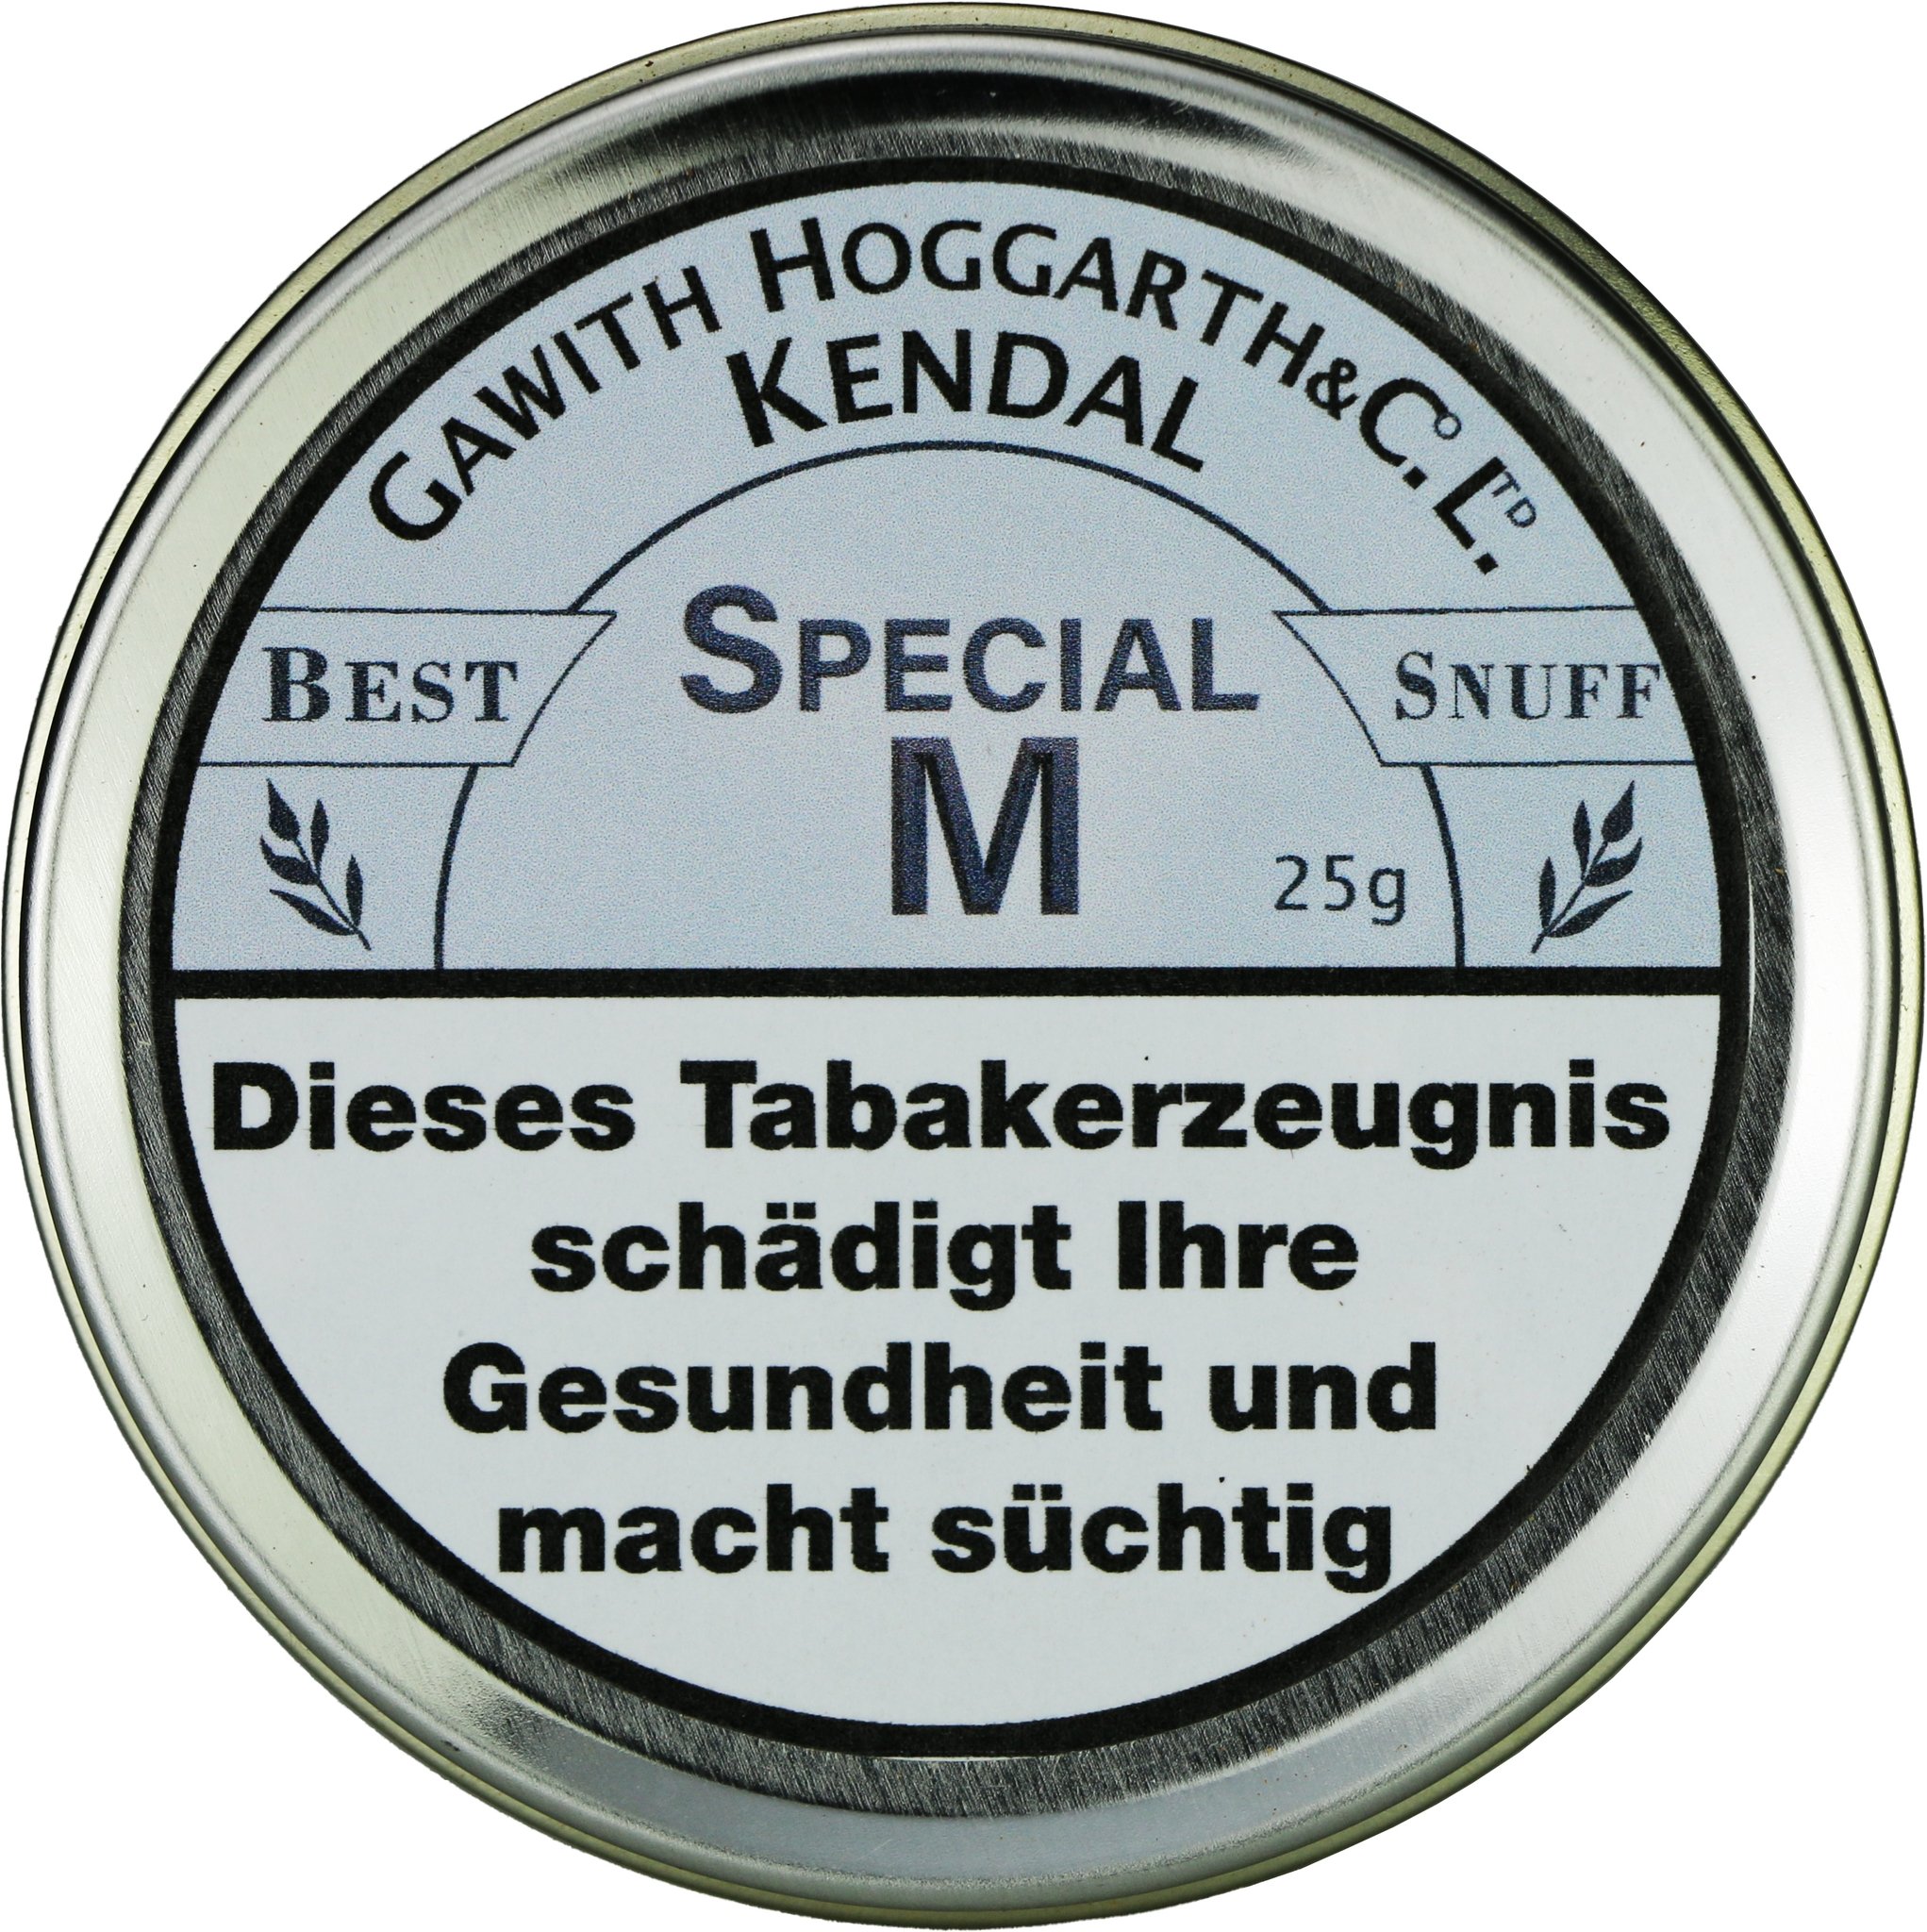 GAWITH HOGGARTH & Co. LTD.
KENDAL
BEST
SPECIAL
M
SNUFF
25g
Dieses Tabakerzeugnis
schädigt Ihre
Gesundheit und
macht süchtig